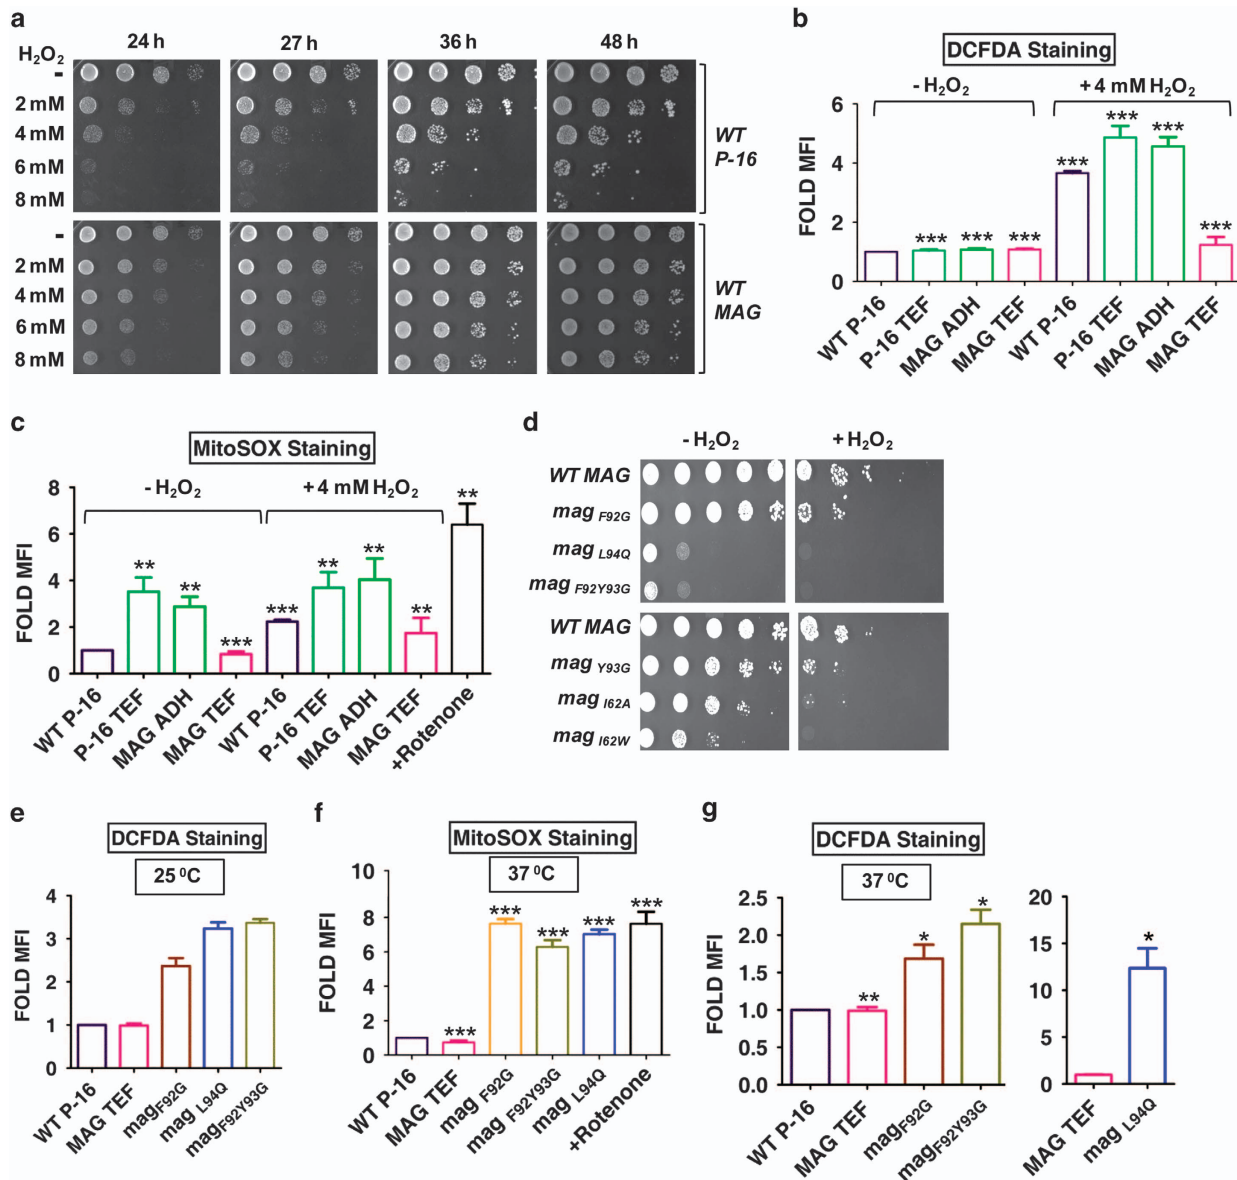 a
H2O2
24 h 27 h 36 h 48 h
-
2 mM
4 mM
6 mM
8 mM
WT
P-16
-
2 mM
4 mM
6 mM
8 mM
WT
MAG
b
DCFDA Staining
- H2O2 + 4 mM H2O2
FOLD MFI
6
4
2
0
*** *** *** *** *** *** ***
WT P-16 P-16 TEF MAG ADH MAG TEF WT P-16 P-16 TEF MAG ADH MAG TEF
c
MitoSOX Staining
- H2O2 + 4 mM H2O2
FOLD MFI
8
6
4
2
0
** ** *** *** ** ** ** **
WT P-16 P-16 TEF MAG ADH MAG TEF WT P-16 P-16 TEF MAG ADH MAG TEF +Rotenone
d
- H2O2 + H2O2
WT MAG
mag F92G
mag L94Q
mag F92Y93G
WT MAG
mag Y93G
mag I62A
mag I62W
e
DCFDA Staining
25 0C
FOLD MFI
4
3
2
1
0
WT P-16 MAG TEF magF92G mag L94Q magF92Y93G
f
MitoSOX Staining
37 0C
FOLD MFI
10
8
6
4
2
0
*** *** *** *** ***
WT P-16 MAG TEF mag F92G mag F92Y93G mag L94Q +Rotenone
g
DCFDA Staining
37 0C
FOLD MFI
2.5
2.0
1.5
1.0
0.5
0.0
** * *
WT P-16 MAG TEF magF92G magF92Y93G
20
15
10
5
0
*
MAG TEF mag L94Q